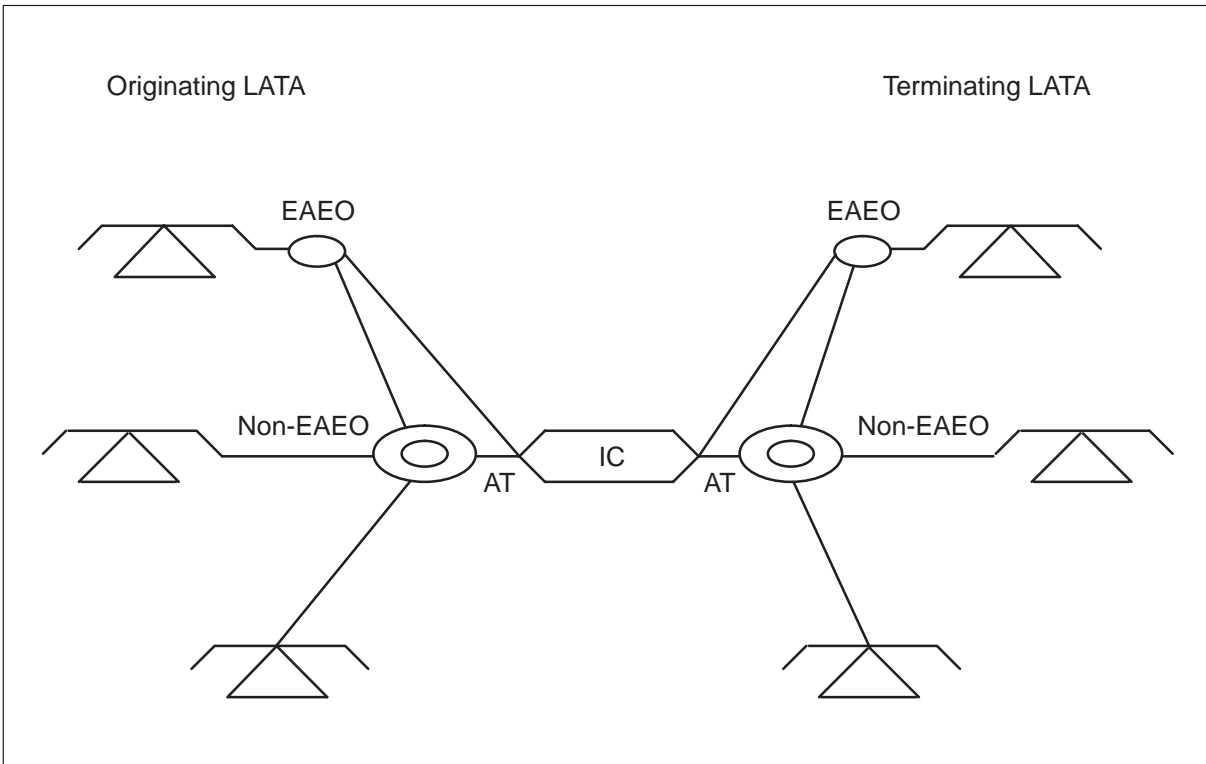 Originating LATA
Terminating LATA
EAEO
EAEO
Non-EAEO
Non-EAEO
IC
AT
AT